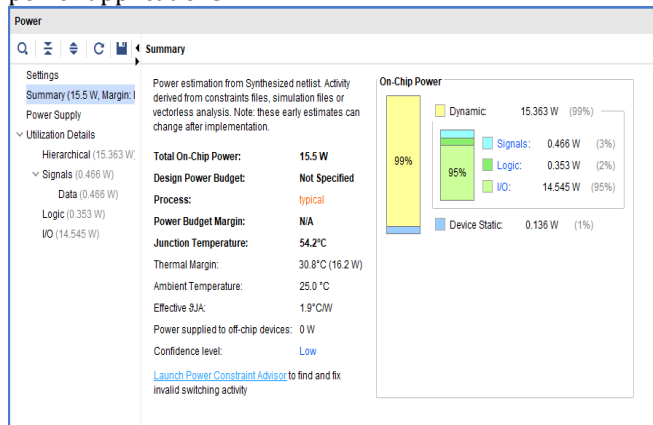 power applications
Power
Summary
Settings
Summary (15.5 W, Margin:
Power Supply
Utilization Details
Hierarchical (15.363 W)
Signals (0.466 W)
Data (0.466 W)
Logic (0.353 W)
I/O (14.545 W)
Power estimation from Synthesized netlist. Activity
derived from constraints files, simulation files or
vectorless analysis. Note: these early estimates can
change after implementation.
Total On-Chip Power: 15.5 W
Design Power Budget: Not Specified
Process: typical
Power Budget Margin: N/A
Junction Temperature: 54.2°C
Thermal Margin: 30.8°C (16.2 W)
Ambient Temperature: 25.0 °C
Effective ϑJA: 1.9°C/W
Power supplied to off-chip devices: 0 W
Confidence level: Low
Launch Power Constraint Advisor to find and fix
invalid switching activity
On-Chip Power
Dynamic: 15.363 W (99%)
Signals: 0.466 W (3%)
99%
95%
Logic: 0.353 W (2%)
I/O: 14.545 W (95%)
Device Static: 0.136 W (1%)